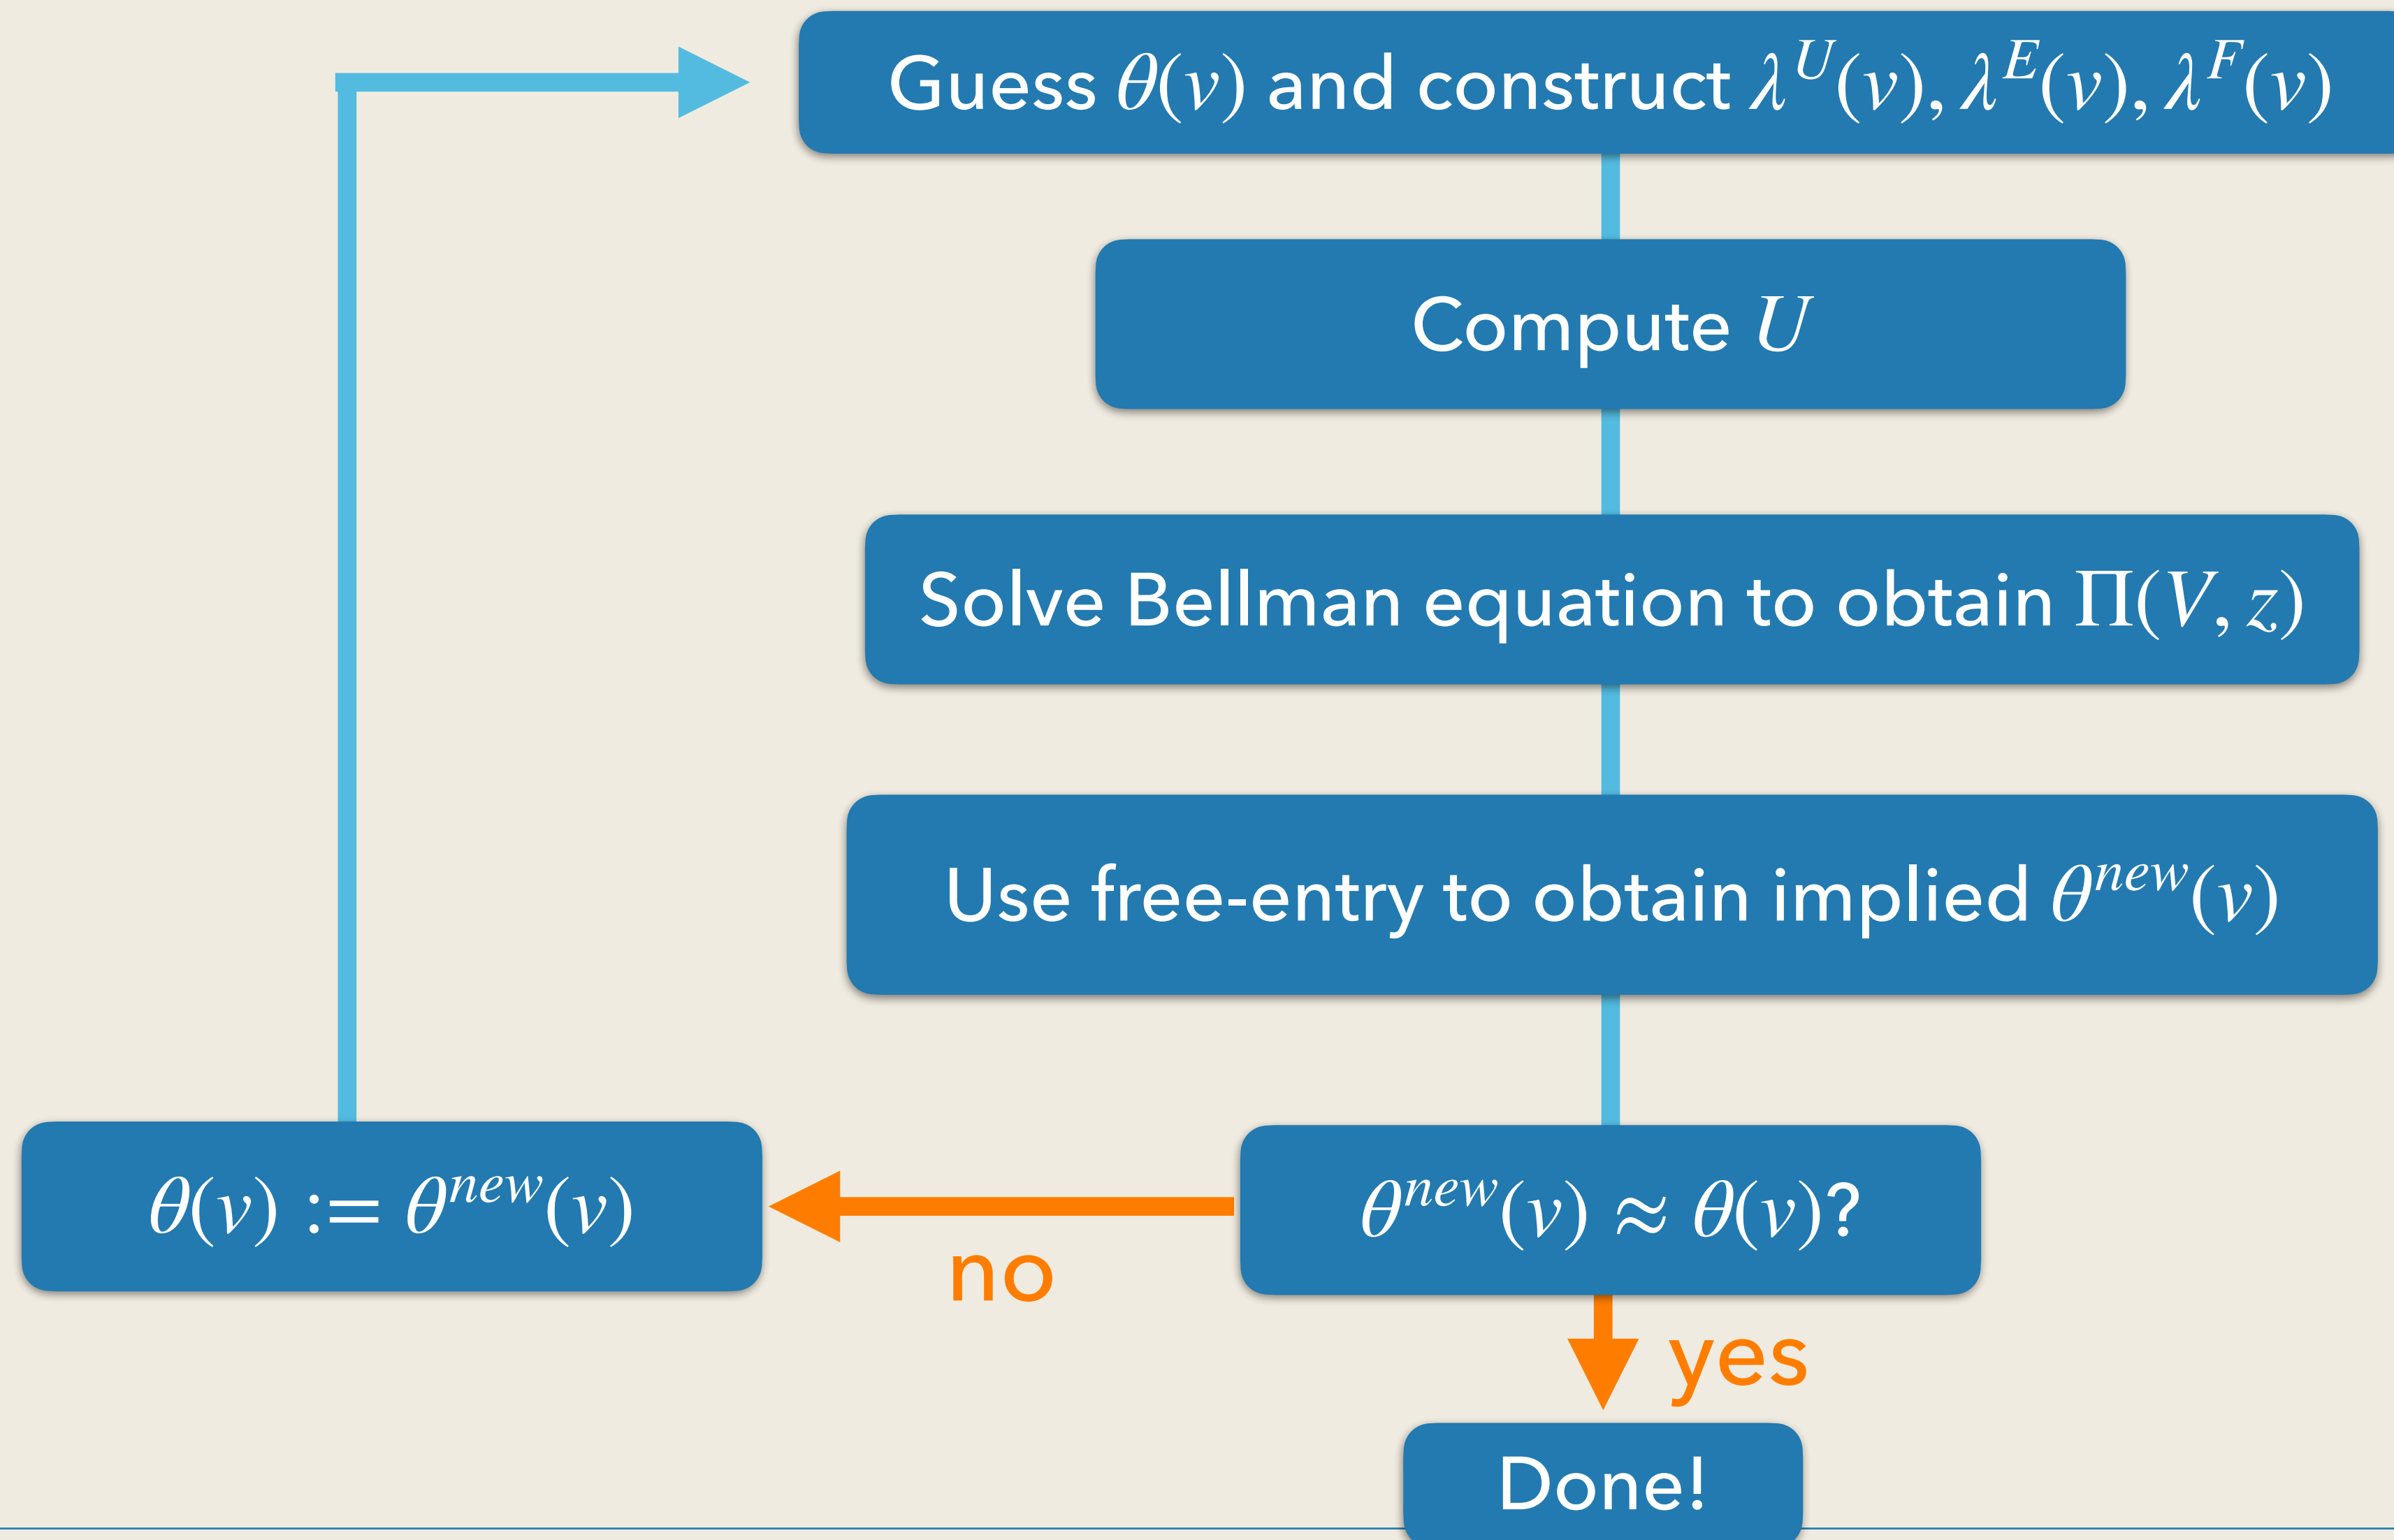 Guess θ(v) and construct λ^U(v), λ^E(v), λ^F(v)
Compute U
Solve Bellman equation to obtain Π(V, z)
Use free-entry to obtain implied θ^new(v)
θ(v) := θ^new(v)
θ^new(v) ≈ θ(v)?
no
yes
Done!